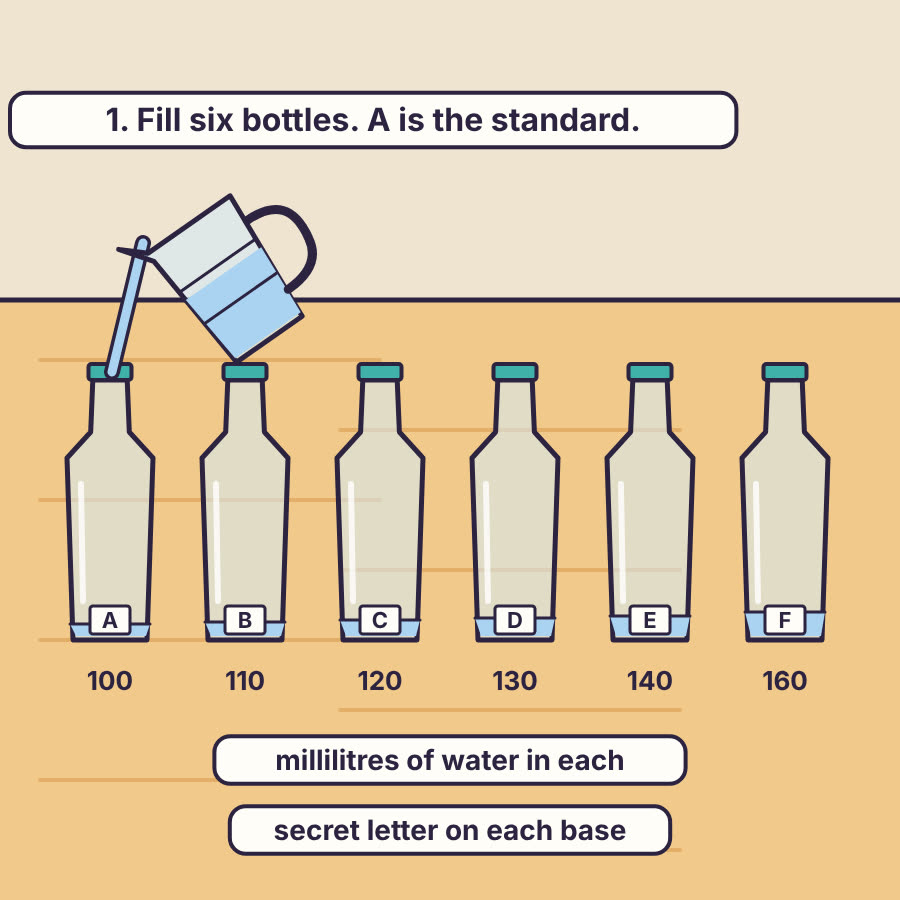 1. Fill six bottles. A is the standard.
A B C D E F
100 110 120 130 140 160
millilitres of water in each
secret letter on each base